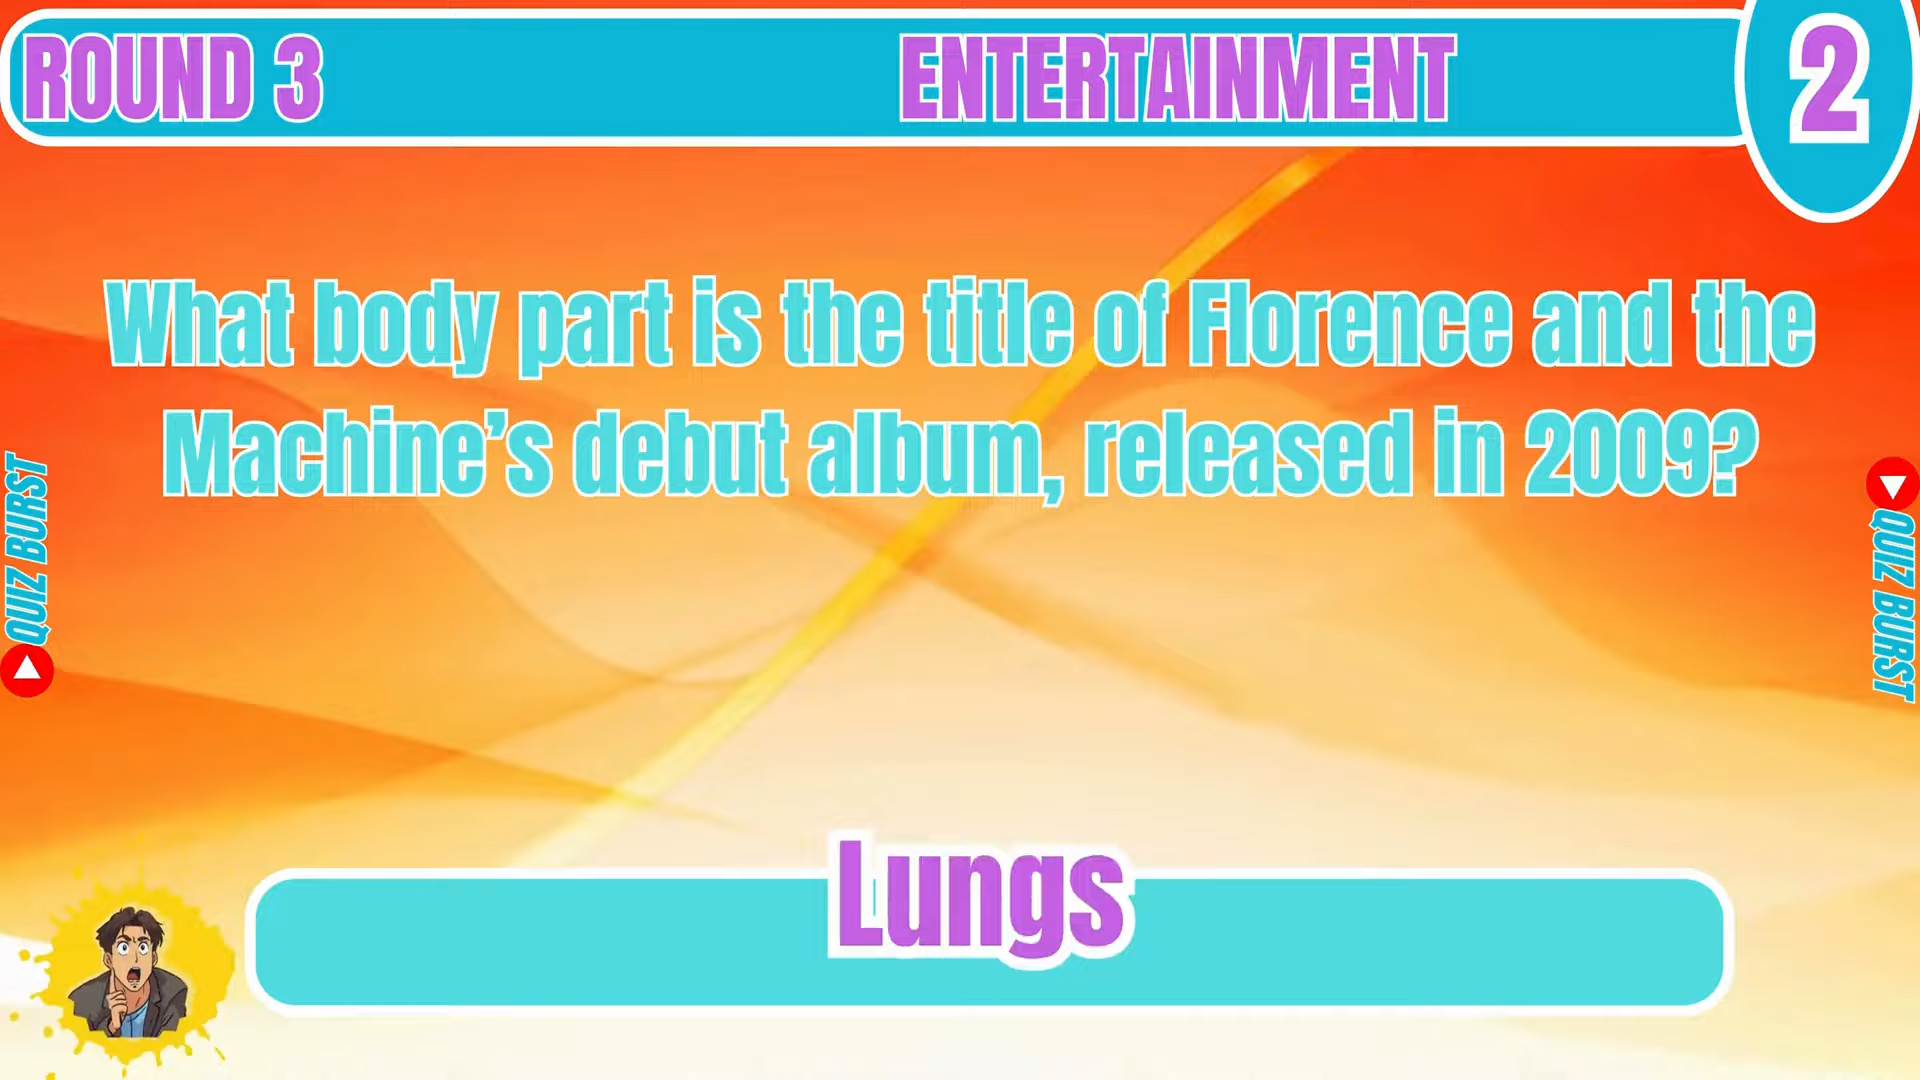 ROUND 3
ENTERTAINMENT
2
What body part is the title of Florence and the
Machine’s debut album, released in 2009?
QUIZ BURST
QUIZ BURST
Lungs